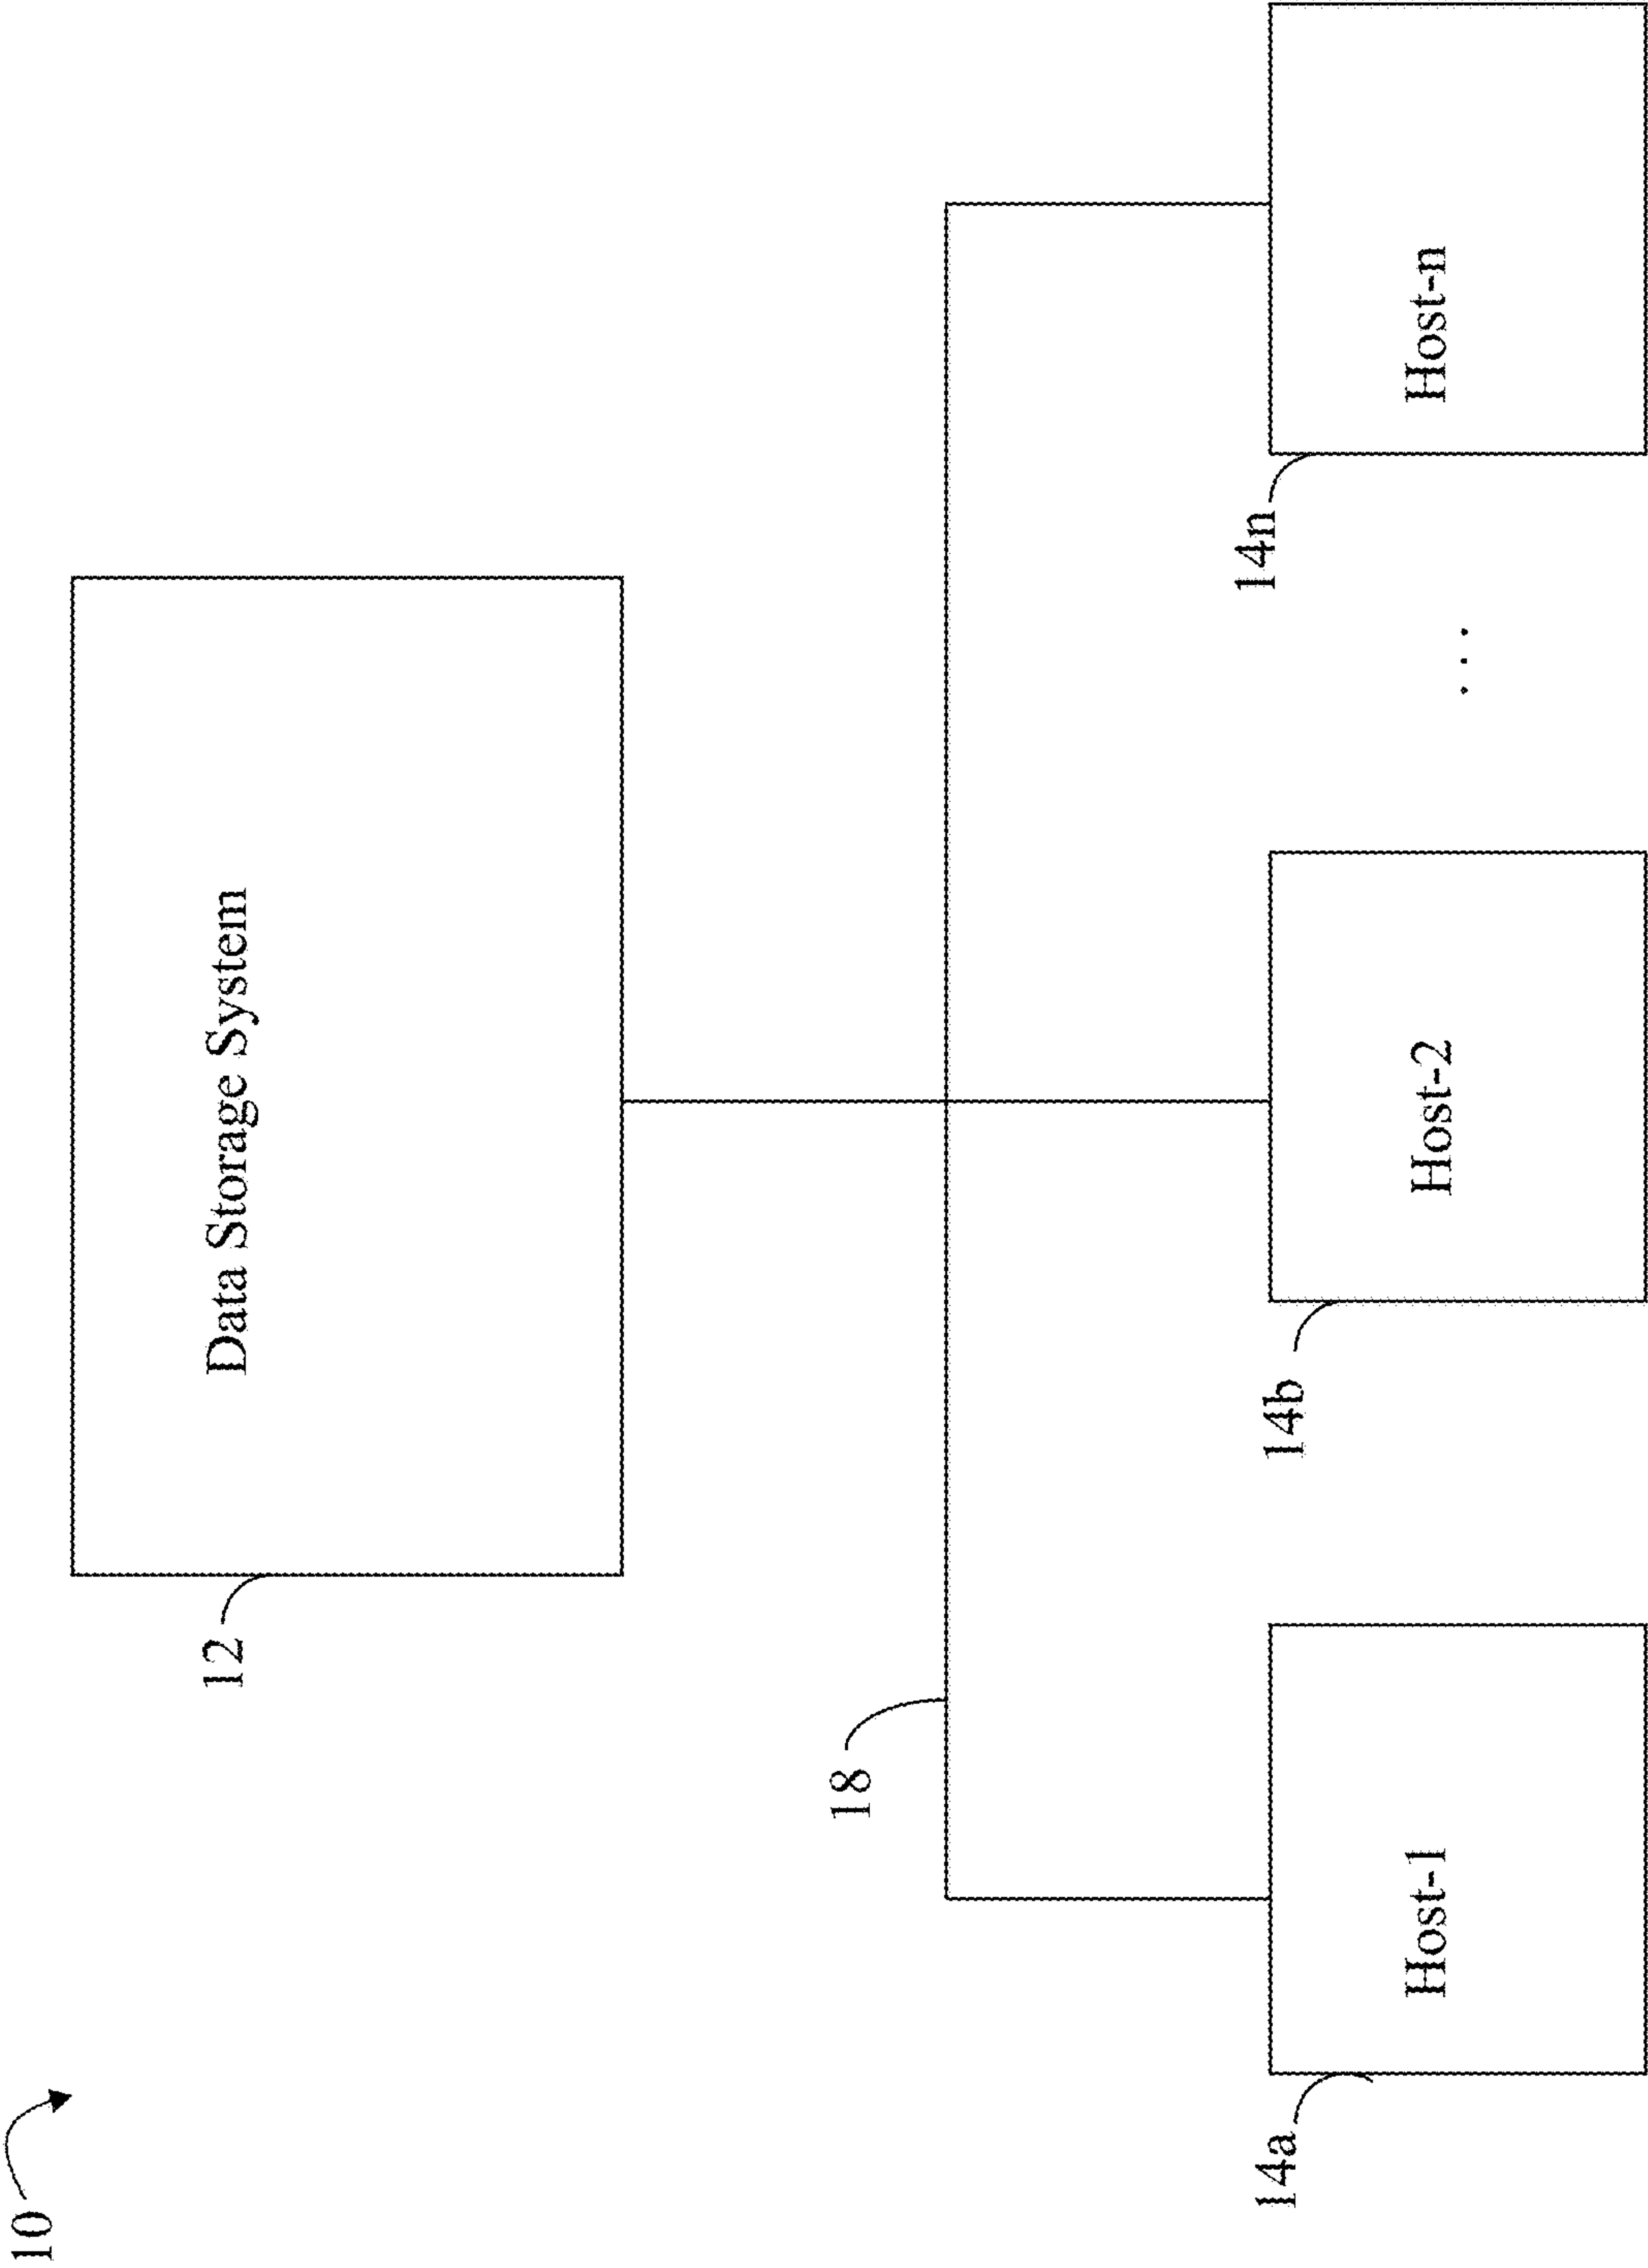 10
12
Data Storage System
18
14a
Host-1
14b
Host-2
. . .
14n
Host-n